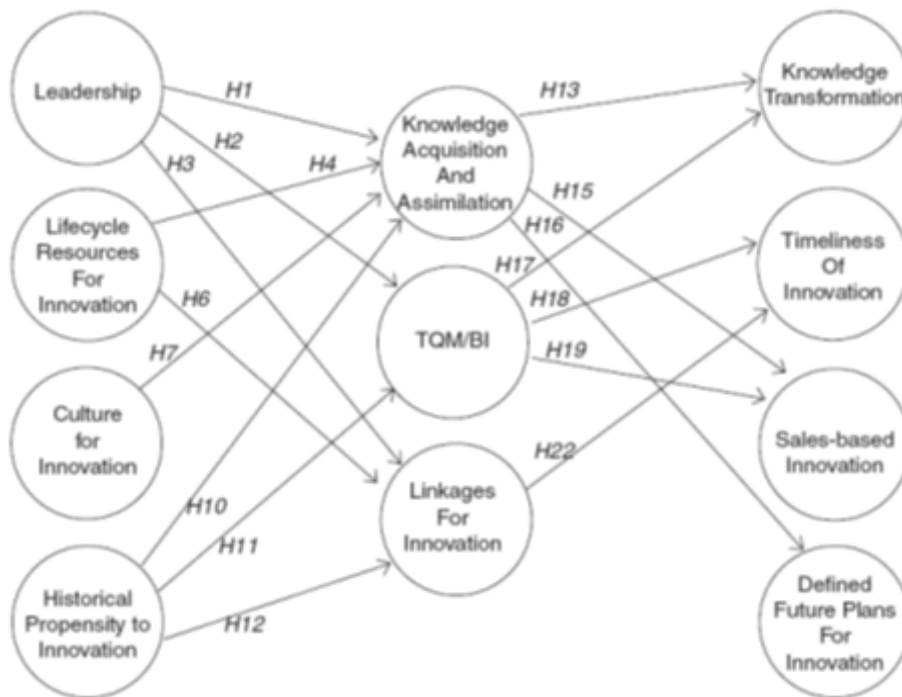 Leadership
Lifecycle
Resources
For
Innovation
Culture
for
Innovation
Historical
Propensity to
Innovation
H1
H2
H3
H4
H6
H7
H10
H11
H12
Knowledge
Acquisition
And
Assimilation
TQM/BI
Linkages
For
Innovation
H13
H15
H16
H17
H18
H19
H22
Knowledge
Transformation
Timeliness
Of
Innovation
Sales-based
Innovation
Defined
Future Plans
For
Innovation